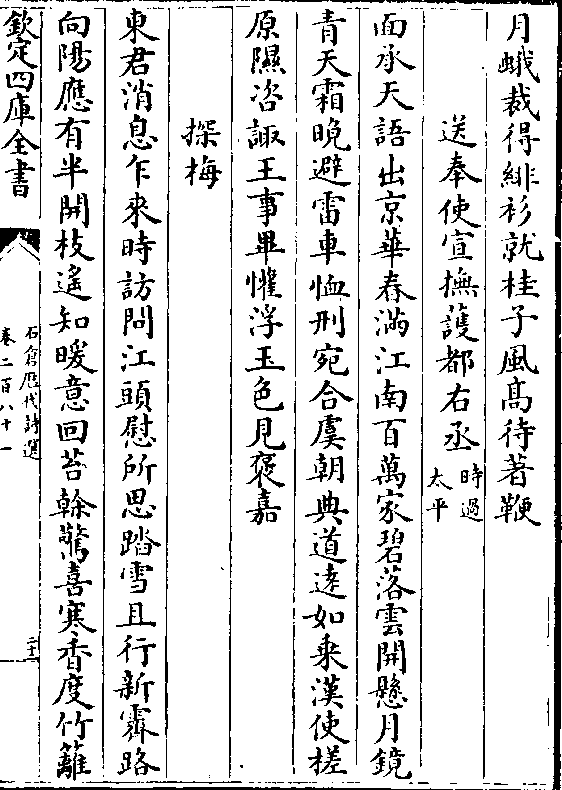 月蛾裁得緋衫就桂子風髙待著鞭
送奉使宣撫䕶都右丞時過太平
面承天語出京華春滿江南百萬家碧落雲開懸月鏡
青天霜曉避雷車恤刑宛合虞朝典道逺如乗漢使槎
原隰咨諏王事畢懽浮玉色見褒嘉
探梅
東君消息乍來時訪問江頭慰所思踏雪且行新霽路
向陽應有半開枝遙知暖意回苔幹驚喜寒香度竹籬
欽定四庫全書
石倉歴代詩選
卷二百八十一